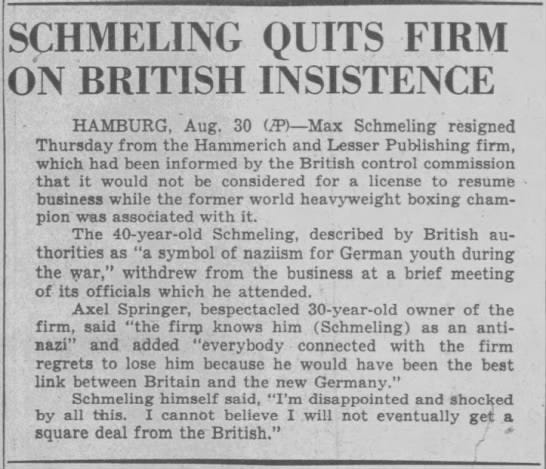 SCHMELING QUITS FIRM
ON BRITISH INSISTENCE
HAMBURG, Aug. 30 (AP)—Max Schmeling resigned
Thursday from the Hammerich and Lesser Publishing firm,
which had been informed by the British control commission
that it would not be considered for a license to resume
business while the former world heavyweight boxing cham-
pion was associated with it.
The 40-year-old Schmeling, described by British au-
thorities as "a symbol of naziism for German youth during
the war," withdrew from the business at a brief meeting
of its officials which he attended.
Axel Springer, bespectacled 30-year-old owner of the
firm, said "the firm knows him (Schmeling) as an anti-
nazi" and added "everybody connected with the firm
regrets to lose him because he would have been the best
link between Britain and the new Germany."
Schmeling himself said, "I'm disappointed and shocked
by all this. I cannot believe I will not eventually get a
square deal from the British."